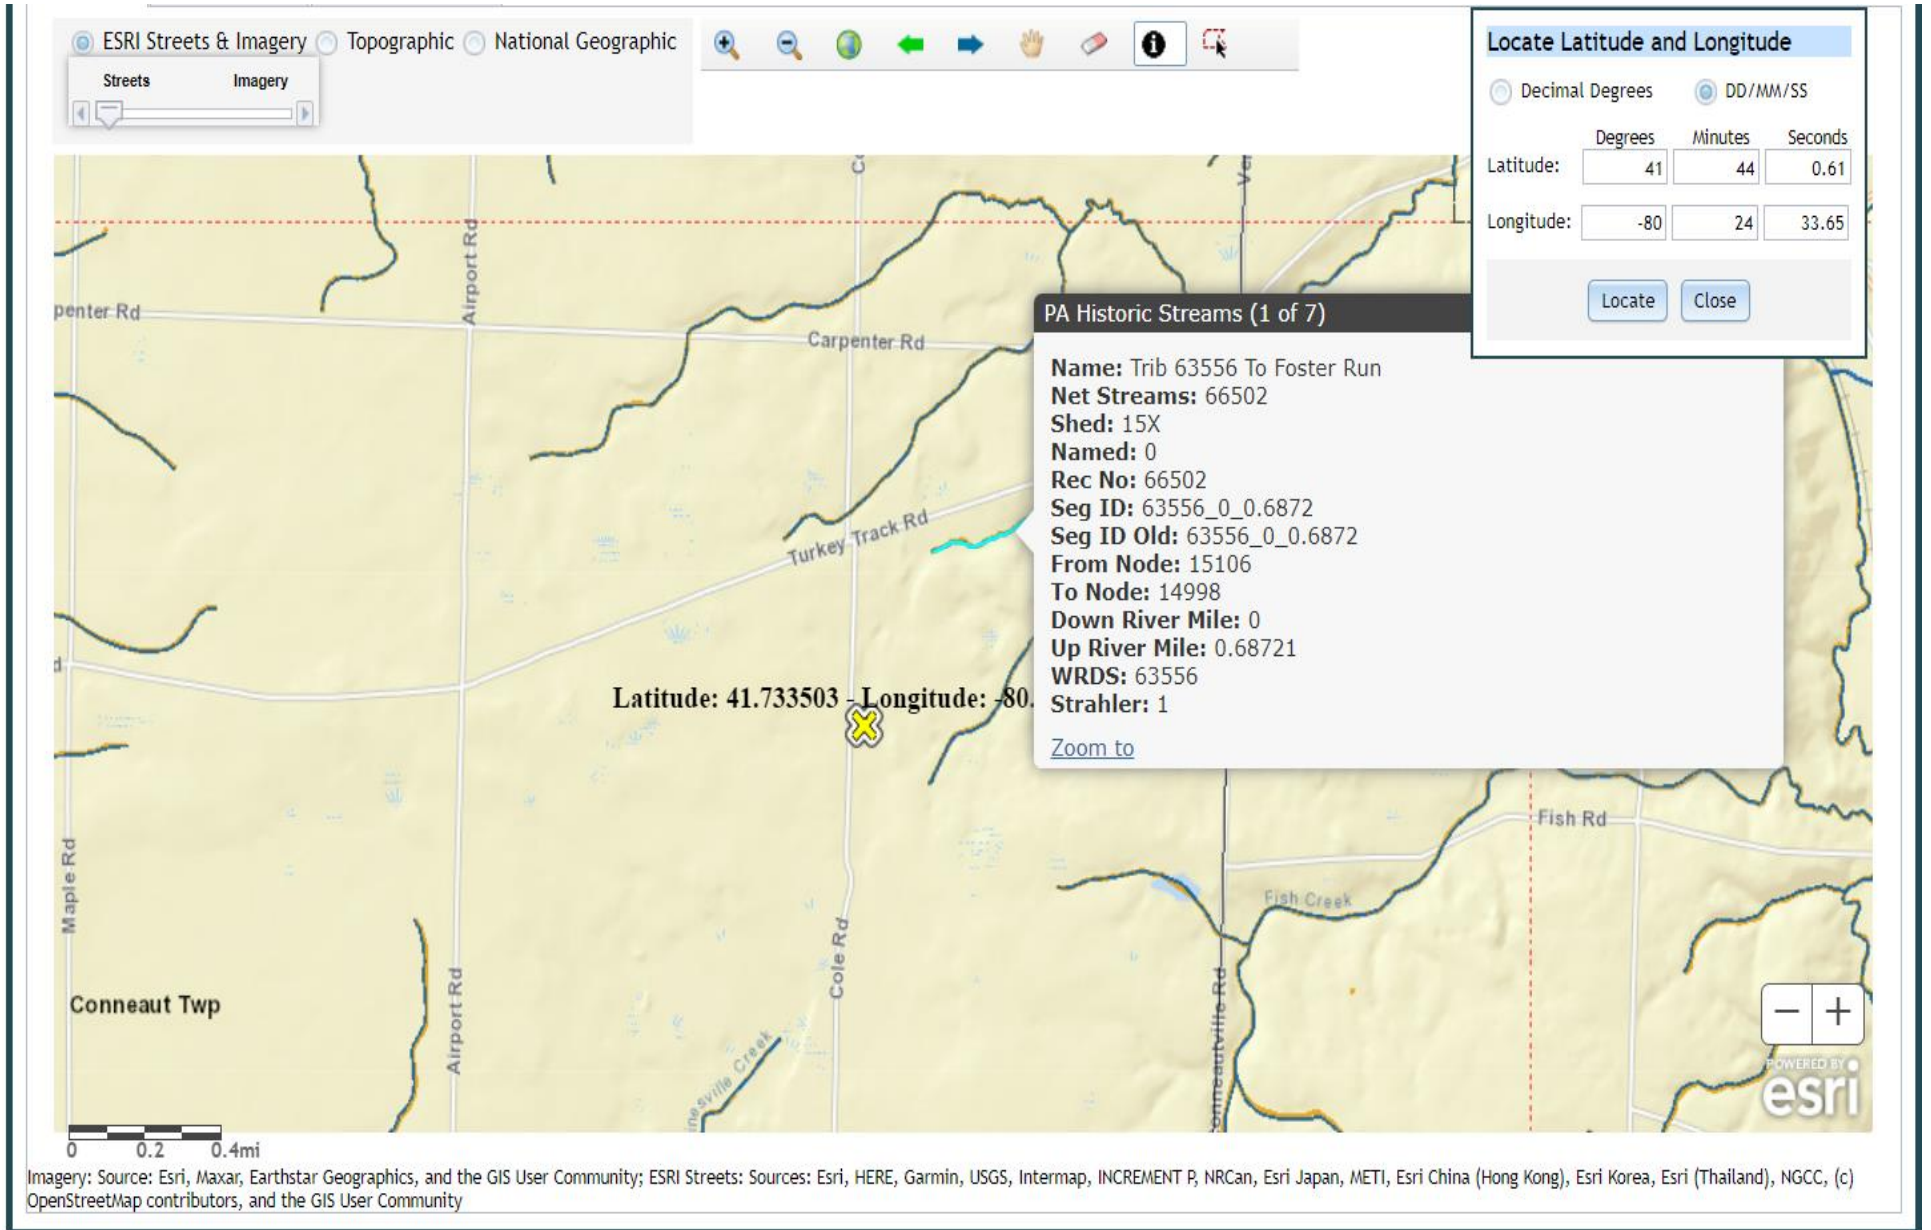 ESRI Streets & Imagery Topographic National Geographic
Streets Imagery
Locate Latitude and Longitude
Decimal Degrees DD/MM/SS
Degrees Minutes Seconds
Latitude: 41 44 0.61
Longitude: -80 24 33.65
Locate Close
Airport Rd
penter Rd
Carpenter Rd
Turkey Track Rd
PA Historic Streams (1 of 7)
Name: Trib 63556 To Foster Run
Net Streams: 66502
Shed: 15X
Named: 0
Rec No: 66502
Seg ID: 63556_0_0.6872
Seg ID Old: 63556_0_0.6872
From Node: 15106
To Node: 14998
Down River Mile: 0
Up River Mile: 0.68721
WRDS: 63556
Strahler: 1
Zoom to
Latitude: 41.733503 - Longitude: -80.
Fish Rd
Maple Rd
Fish Creek
Cole Rd
Conneaut Twp
Airport Rd
onneautville Rd
nesville Creek
POWERED BY
esri
0 0.2 0.4mi
Imagery: Source: Esri, Maxar, Earthstar Geographics, and the GIS User Community; ESRI Streets: Sources: Esri, HERE, Garmin, USGS, Intermap, INCREMENT P, NRCan, Esri Japan, METI, Esri China (Hong Kong), Esri Korea, Esri (Thailand), NGCC, (c)
OpenStreetMap contributors, and the GIS User Community